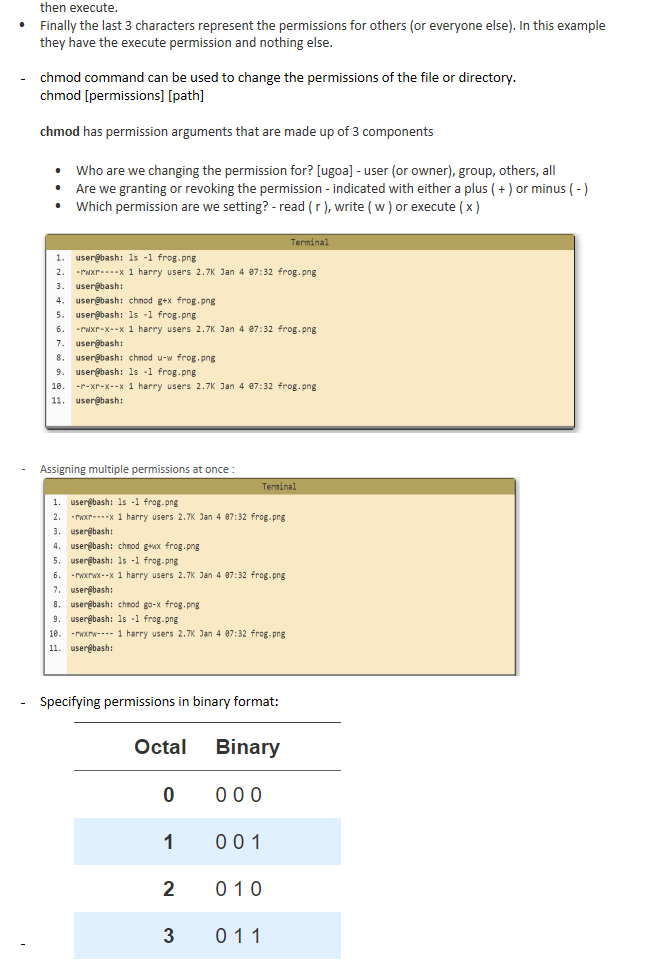 then execute.
• Finally the last 3 characters represent the permissions for others (or everyone else). In this example
they have the execute permission and nothing else.
- chmod command can be used to change the permissions of the file or directory.
chmod [permissions] [path]
chmod has permission arguments that are made up of 3 components
• Who are we changing the permission for? [ugoa] - user (or owner), group, others, all
• Are we granting or revoking the permission - indicated with either a plus ( + ) or minus ( - )
• Which permission are we setting? - read ( r ), write ( w ) or execute ( x )
Terminal
1. user@bash: ls -l frog.png
2. -rwxr----x 1 harry users 2.7K Jan 4 07:32 frog.png
3. user@bash:
4. user@bash: chmod g+x frog.png
5. user@bash: ls -l frog.png
6. -rwxr-x--x 1 harry users 2.7K Jan 4 07:32 frog.png
7. user@bash:
8. user@bash: chmod u-w frog.png
9. user@bash: ls -l frog.png
10. -r-xr-x--x 1 harry users 2.7K Jan 4 07:32 frog.png
11. user@bash:
- Assigning multiple permissions at once :
Terminal
1. user@bash: ls -l frog.png
2. -rwxr----x 1 harry users 2.7K Jan 4 07:32 frog.png
3. user@bash:
4. user@bash: chmod g+wx frog.png
5. user@bash: ls -l frog.png
6. -rwxrwx--x 1 harry users 2.7K Jan 4 07:32 frog.png
7. user@bash:
8. user@bash: chmod go-x frog.png
9. user@bash: ls -l frog.png
10. -rwxrw---- 1 harry users 2.7K Jan 4 07:32 frog.png
11. user@bash:
- Specifying permissions in binary format:
Octal Binary
0 0 0 0
1 0 0 1
2 0 1 0
3 0 1 1
-